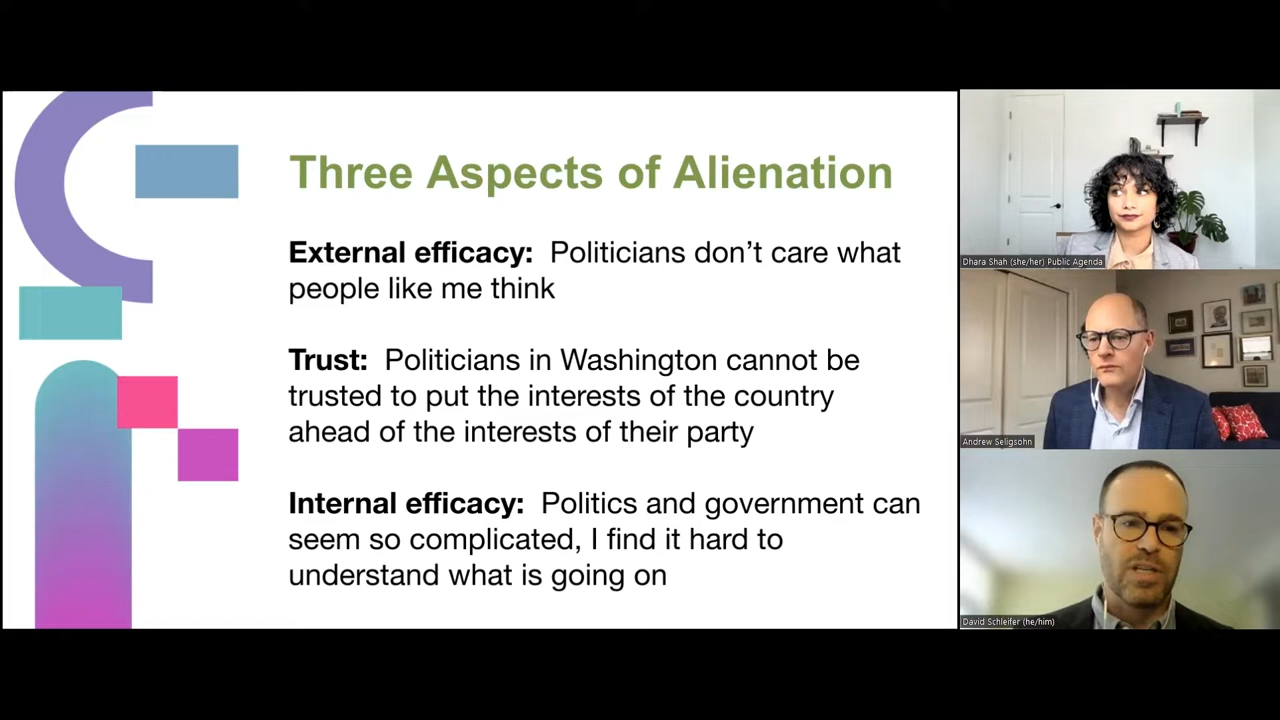 Three Aspects of Alienation
External efficacy: Politicians don’t care what
people like me think
Trust: Politicians in Washington cannot be
trusted to put the interests of the country
ahead of the interests of their party
Internal efficacy: Politics and government can
seem so complicated, I find it hard to
understand what is going on
Dhara Shah (she/her) Public Agenda
Andrew Seligsohn
David Schleifer (he/him)